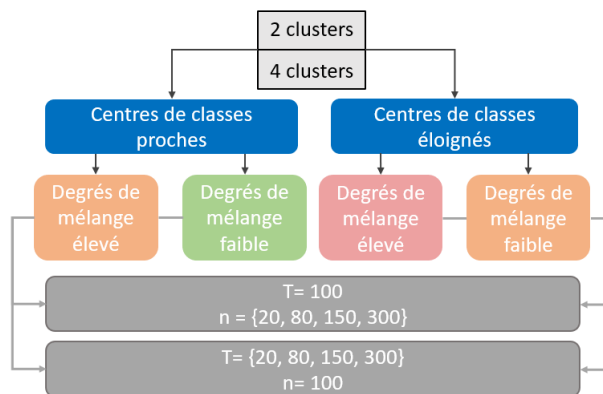 2 clusters
4 clusters
Centres de classes
proches
Centres de classes
éloignés
Degrés de
mélange
élevé
Degrés de
mélange
faible
Degrés de
mélange
élevé
Degrés de
mélange
faible
T= 100
n = {20, 80, 150, 300}
T= {20, 80, 150, 300}
n= 100